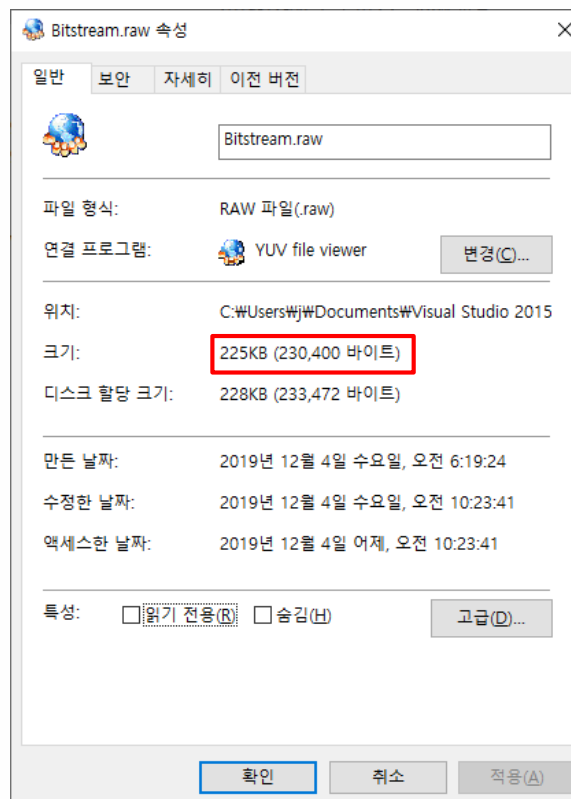 Bitstream.raw 속성
일반 보안 자세히 이전 버전
Bitstream.raw
파일 형식: RAW 파일(.raw)
연결 프로그램: YUV file viewer 변경(C)...
위치: C:₩Users₩j₩Documents₩Visual Studio 2015
크기: 225KB (230,400 바이트)
디스크 할당 크기: 228KB (233,472 바이트)
만든 날짜: 2019년 12월 4일 수요일, 오전 6:19:24
수정한 날짜: 2019년 12월 4일 수요일, 오전 10:23:41
액세스한 날짜: 2019년 12월 4일 어제, 오전 10:23:41
특성: 읽기 전용(R) 숨김(H) 고급(D)...
확인 취소 적용(A)